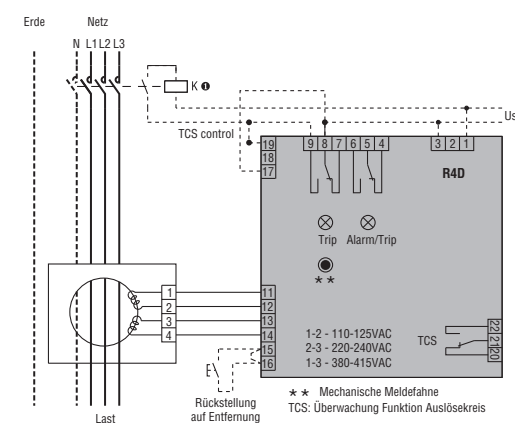 Erde Netz
N L1 L2 L3
K ❶
Us
TCS control
19
18
17
9 8 7 6 5 4
3 2 1
R4D
Trip Alarm/Trip
**
1
2
3
4
11
12
13
14
15
16
1-2 - 110-125VAC
2-3 - 220-240VAC
1-3 - 380-415VAC
TCS
22
21
20
E
Rückstellung
auf Entfernung
Last
** Mechanische Meldefahne
TCS: Überwachung Funktion Auslösekreis